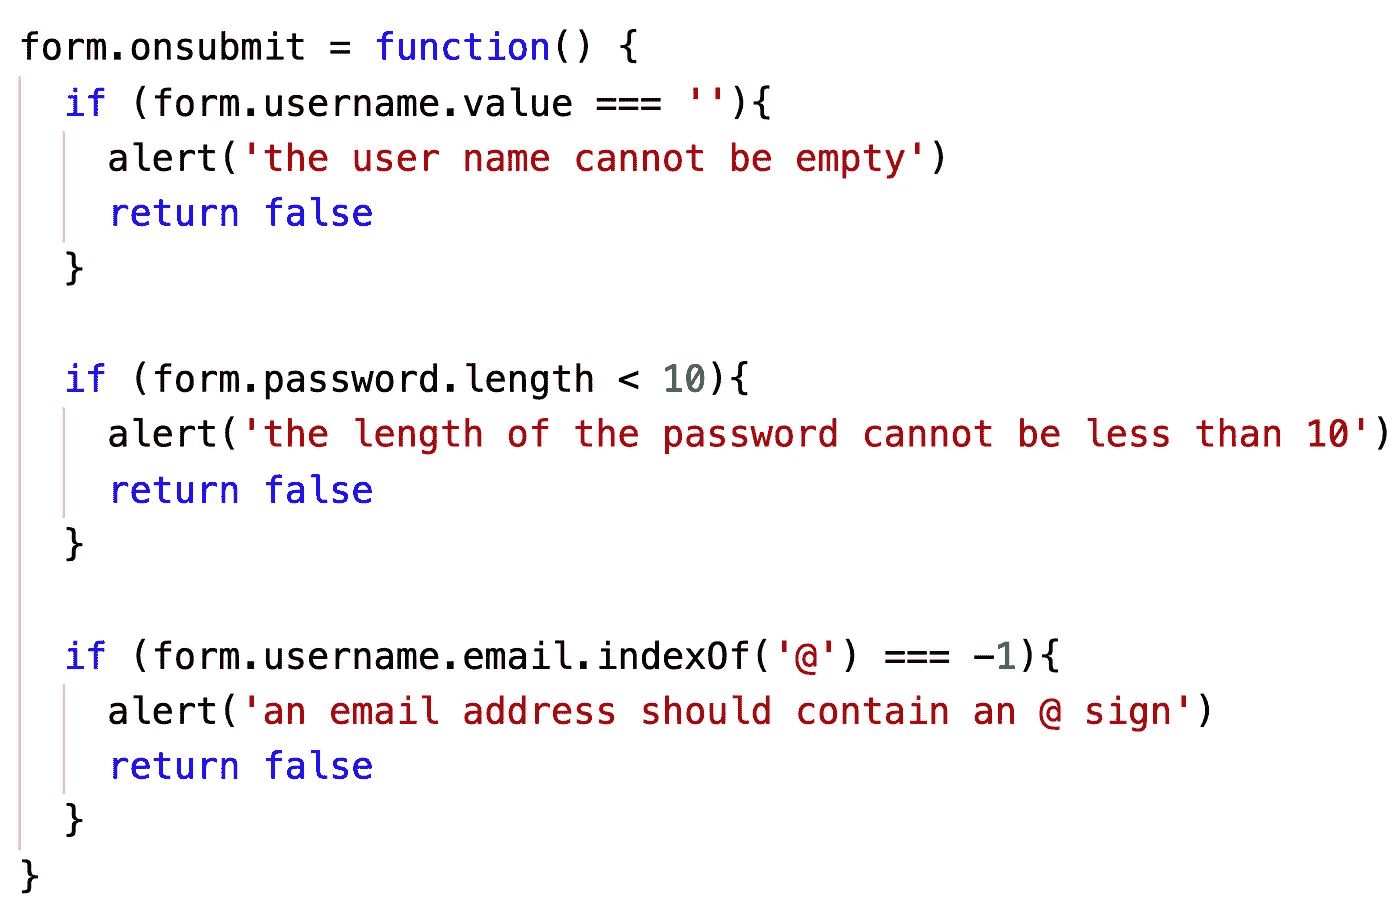 form.onsubmit = function() {
  if (form.username.value === ''){
    alert('the user name cannot be empty')
    return false
  }

  if (form.password.length < 10){
    alert('the length of the password cannot be less than 10')
    return false
  }

  if (form.username.email.indexOf('@') === -1){
    alert('an email address should contain an @ sign')
    return false
  }
}